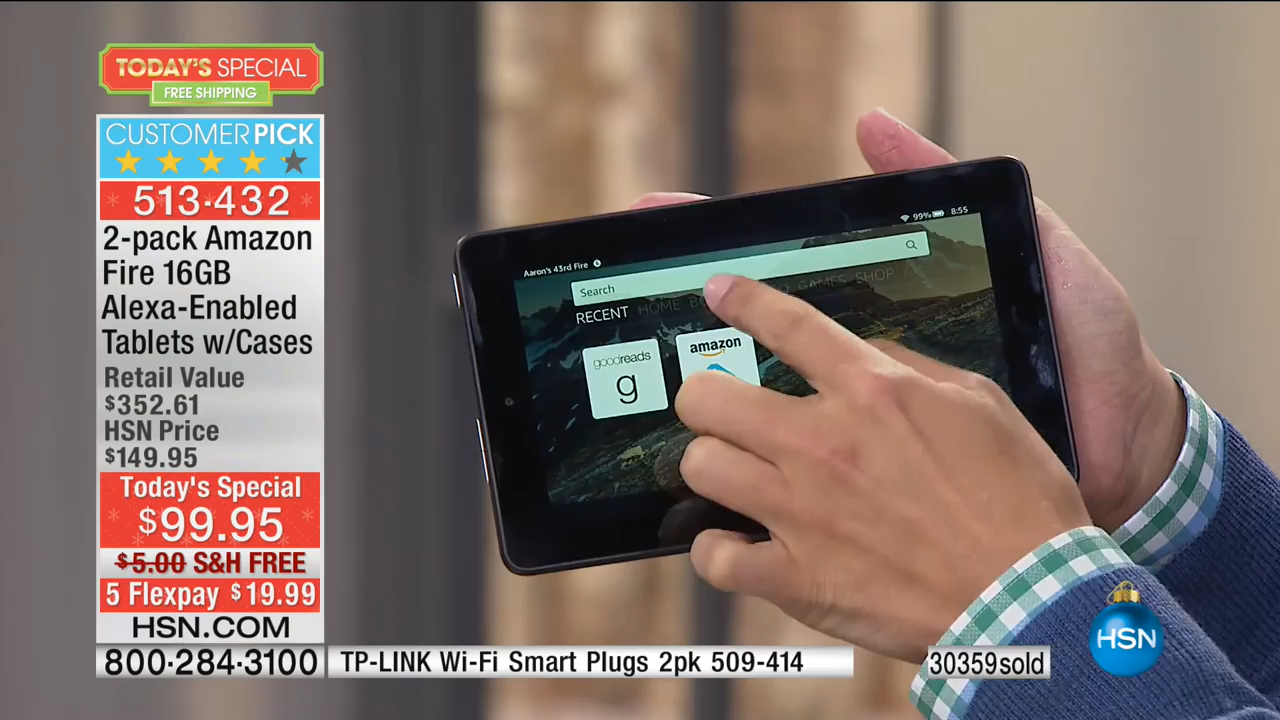 TODAY'S SPECIAL
FREE SHIPPING
CUSTOMER PICK
513-432
2-pack Amazon
Fire 16GB
Alexa-Enabled
Tablets w/Cases
Retail Value
$352.61
HSN Price
$149.95
Today's Special
$99.95
$5.00 S&H FREE
5 Flexpay $19.99
HSN.COM
800·284·3100
TP-LINK Wi-Fi Smart Plugs 2pk 509-414
30359 sold
HSN
Aaron's 43rd Fire
99% 8:55
Search
RECENT HOME GAMES SHOP
goodreads
g
amazon